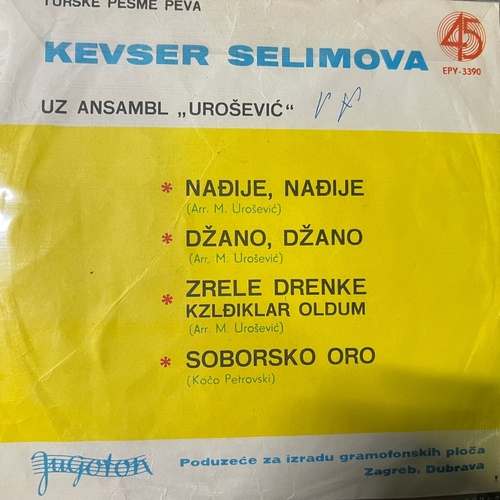 TURSKE PESME PEVA
KEVSER SELIMOVA
45
EPY-3390
UZ ANSAMBL „UROŠEVIĆ“
* NAĐIJE, NAĐIJE
(Arr. M. Urošević)
* DŽANO, DŽANO
(Arr. M. Urošević)
* ZRELE DRENKE
KZLĐIKLAR OLDUM
(Arr. M. Urošević)
* SOBORSKO ORO
(Kočo Petrovski)
Jugoton
Poduzeće za izradu gramofonskih ploča
Zagreb, Dubrava